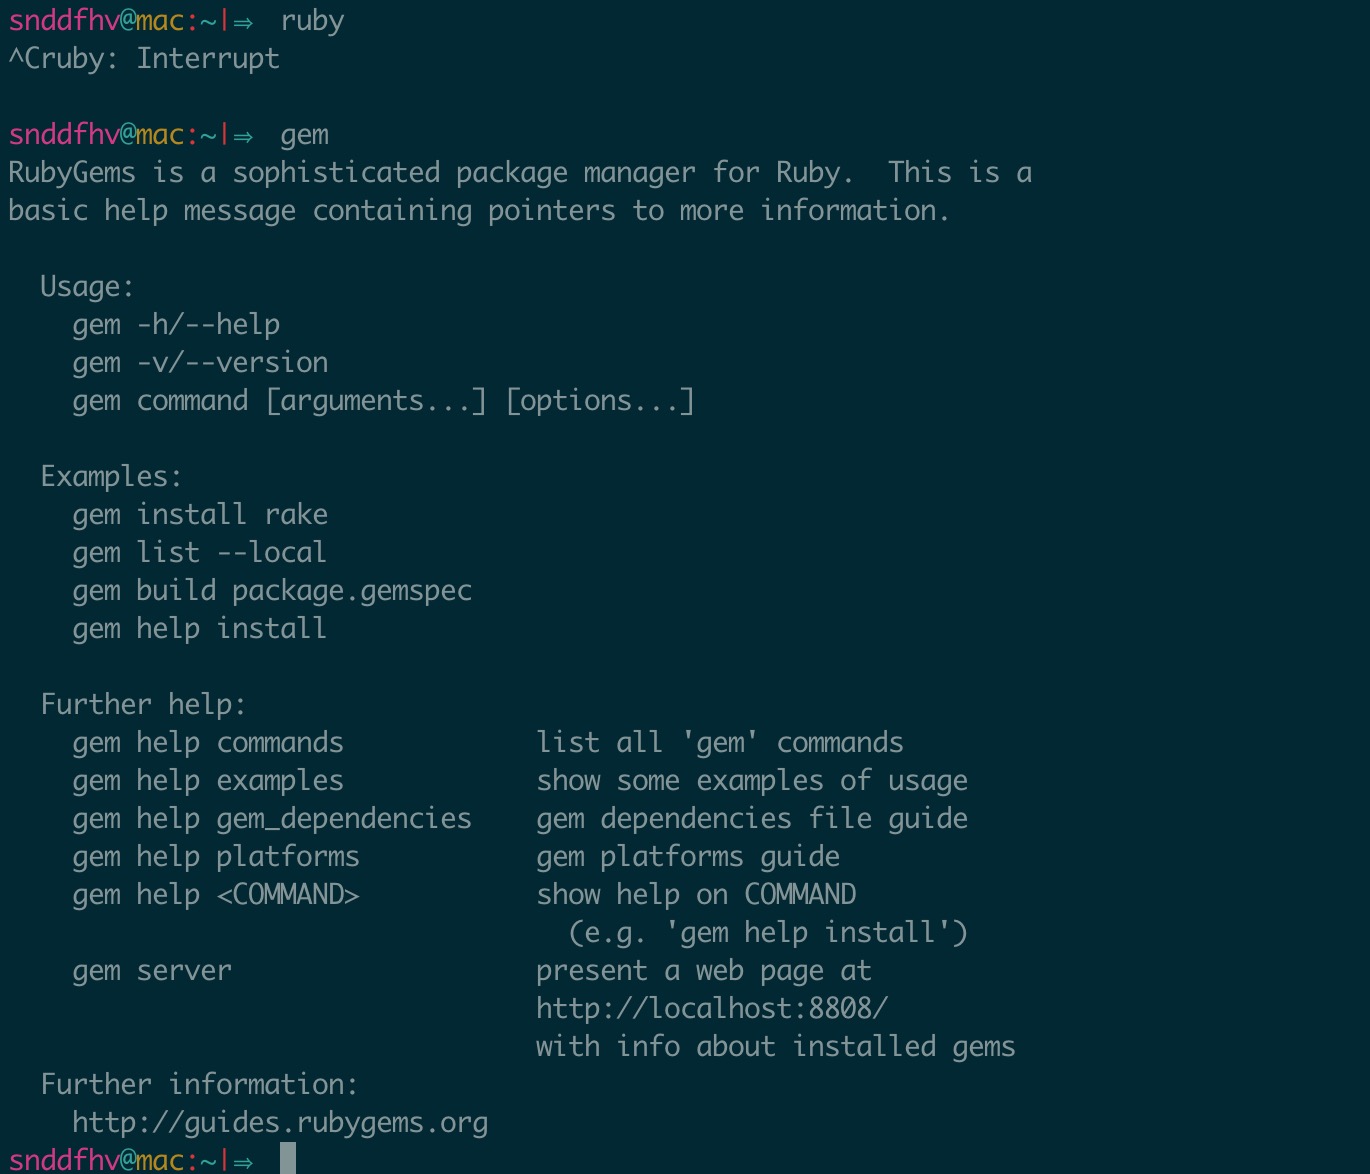 snddfhv@mac:~|⇒  ruby
^Cruby: Interrupt
snddfhv@mac:~|⇒  gem
RubyGems is a sophisticated package manager for Ruby.  This is a
basic help message containing pointers to more information.
  Usage:
    gem -h/--help
    gem -v/--version
    gem command [arguments...] [options...]
  Examples:
    gem install rake
    gem list --local
    gem build package.gemspec
    gem help install
  Further help:
    gem help commands            list all 'gem' commands
    gem help examples            show some examples of usage
    gem help gem_dependencies    gem dependencies file guide
    gem help platforms           gem platforms guide
    gem help <COMMAND>           show help on COMMAND
                                   (e.g. 'gem help install')
    gem server                   present a web page at
                                 http://localhost:8808/
                                 with info about installed gems
  Further information:
    http://guides.rubygems.org
snddfhv@mac:~|⇒